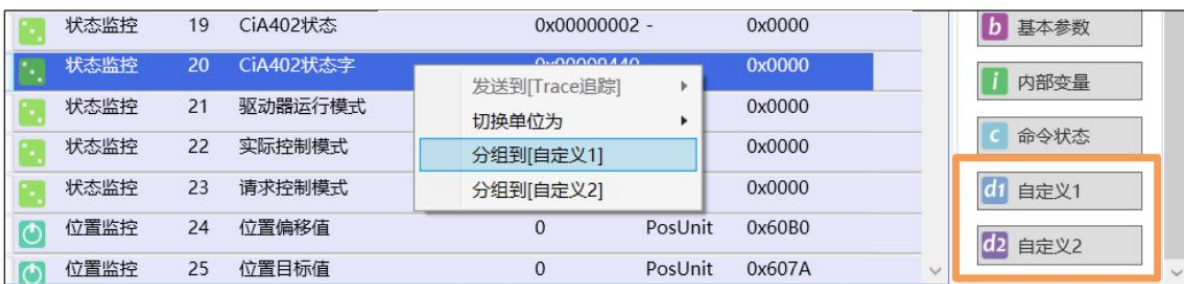 状态监控 19 CiA402状态 0x00000002 - 0x0000
状态监控 20 CiA402状态字 0x00009440 0x0000
状态监控 21 驱动器运行模式 0x0000
状态监控 22 实际控制模式 0x0000
状态监控 23 请求控制模式 0x0000
位置监控 24 位置偏移值 0 PosUnit 0x60B0
位置监控 25 位置目标值 0 PosUnit 0x607A
发送到[Trace追踪]
切换单位为
分组到[自定义1]
分组到[自定义2]
b 基本参数
i 内部变量
c 命令状态
d1 自定义1
d2 自定义2